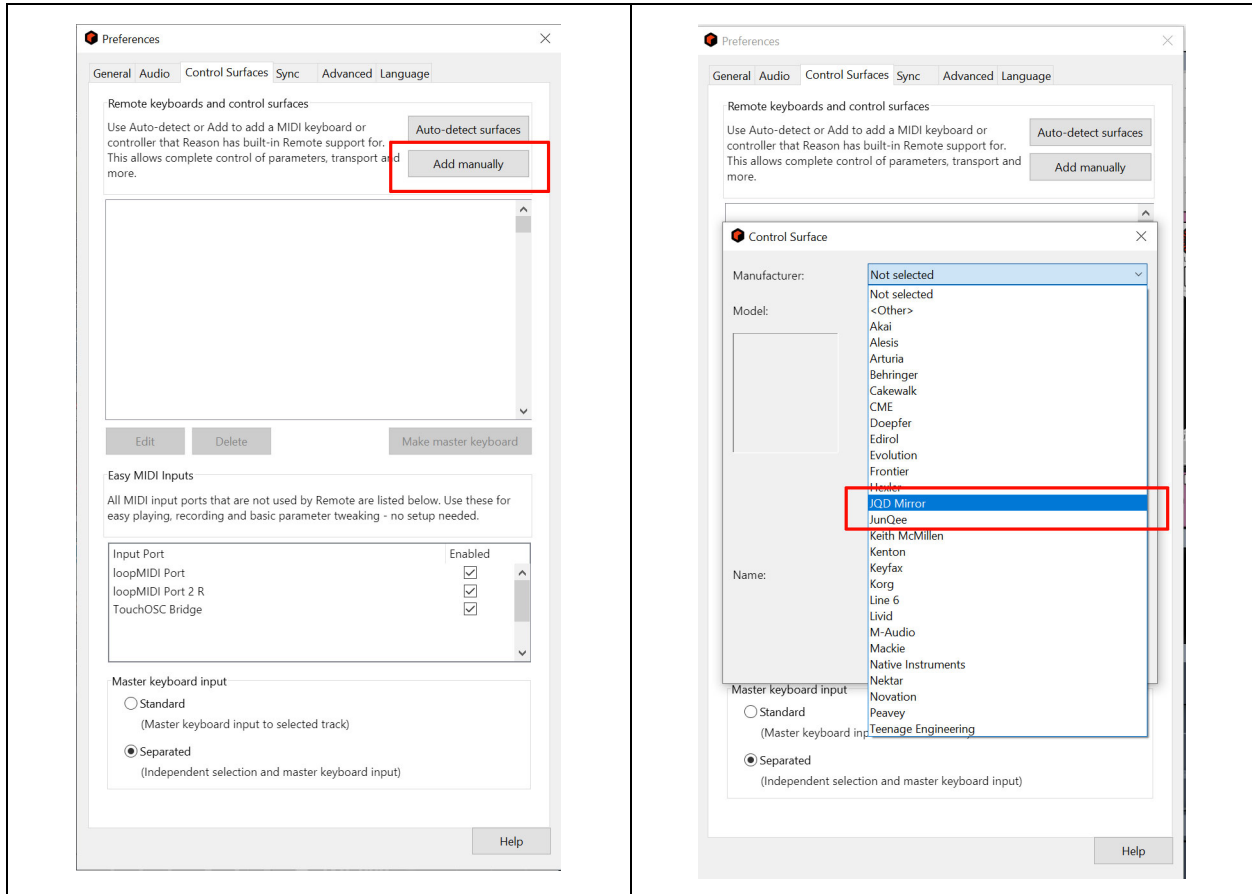 Preferences
General Audio Control Surfaces Sync Advanced Language
Remote keyboards and control surfaces
Use Auto-detect or Add to add a MIDI keyboard or
controller that Reason has built-in Remote support for.
This allows complete control of parameters, transport and
more.
Auto-detect surfaces
Add manually
Edit Delete Make master keyboard
Easy MIDI Inputs
All MIDI input ports that are not used by Remote are listed below. Use these for
easy playing, recording and basic parameter tweaking - no setup needed.
Input Port Enabled
loopMIDI Port
loopMIDI Port 2 R
TouchOSC Bridge
Master keyboard input
Standard
(Master keyboard input to selected track)
Separated
(Independent selection and master keyboard input)
Help
Preferences
General Audio Control Surfaces Sync Advanced Language
Remote keyboards and control surfaces
Use Auto-detect or Add to add a MIDI keyboard or
controller that Reason has built-in Remote support for.
This allows complete control of parameters, transport and
more.
Auto-detect surfaces
Add manually
Control Surface
Manufacturer: Not selected
Model:
Not selected
<Other>
Akai
Alesis
Arturia
Behringer
Cakewalk
CME
Doepfer
Edirol
Evolution
Frontier
Hexler
JQD Mirror
JunQee
Keith McMillen
Kenton
Keyfax
Korg
Line 6
Livid
M-Audio
Mackie
Native Instruments
Nektar
Novation
Peavey
Teenage Engineering
Name:
Master keyboard input
Standard
(Master keyboard inp
Separated
(Independent selection and master keyboard input)
Help